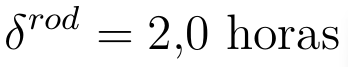 δ^{rod} = 2,0 horas